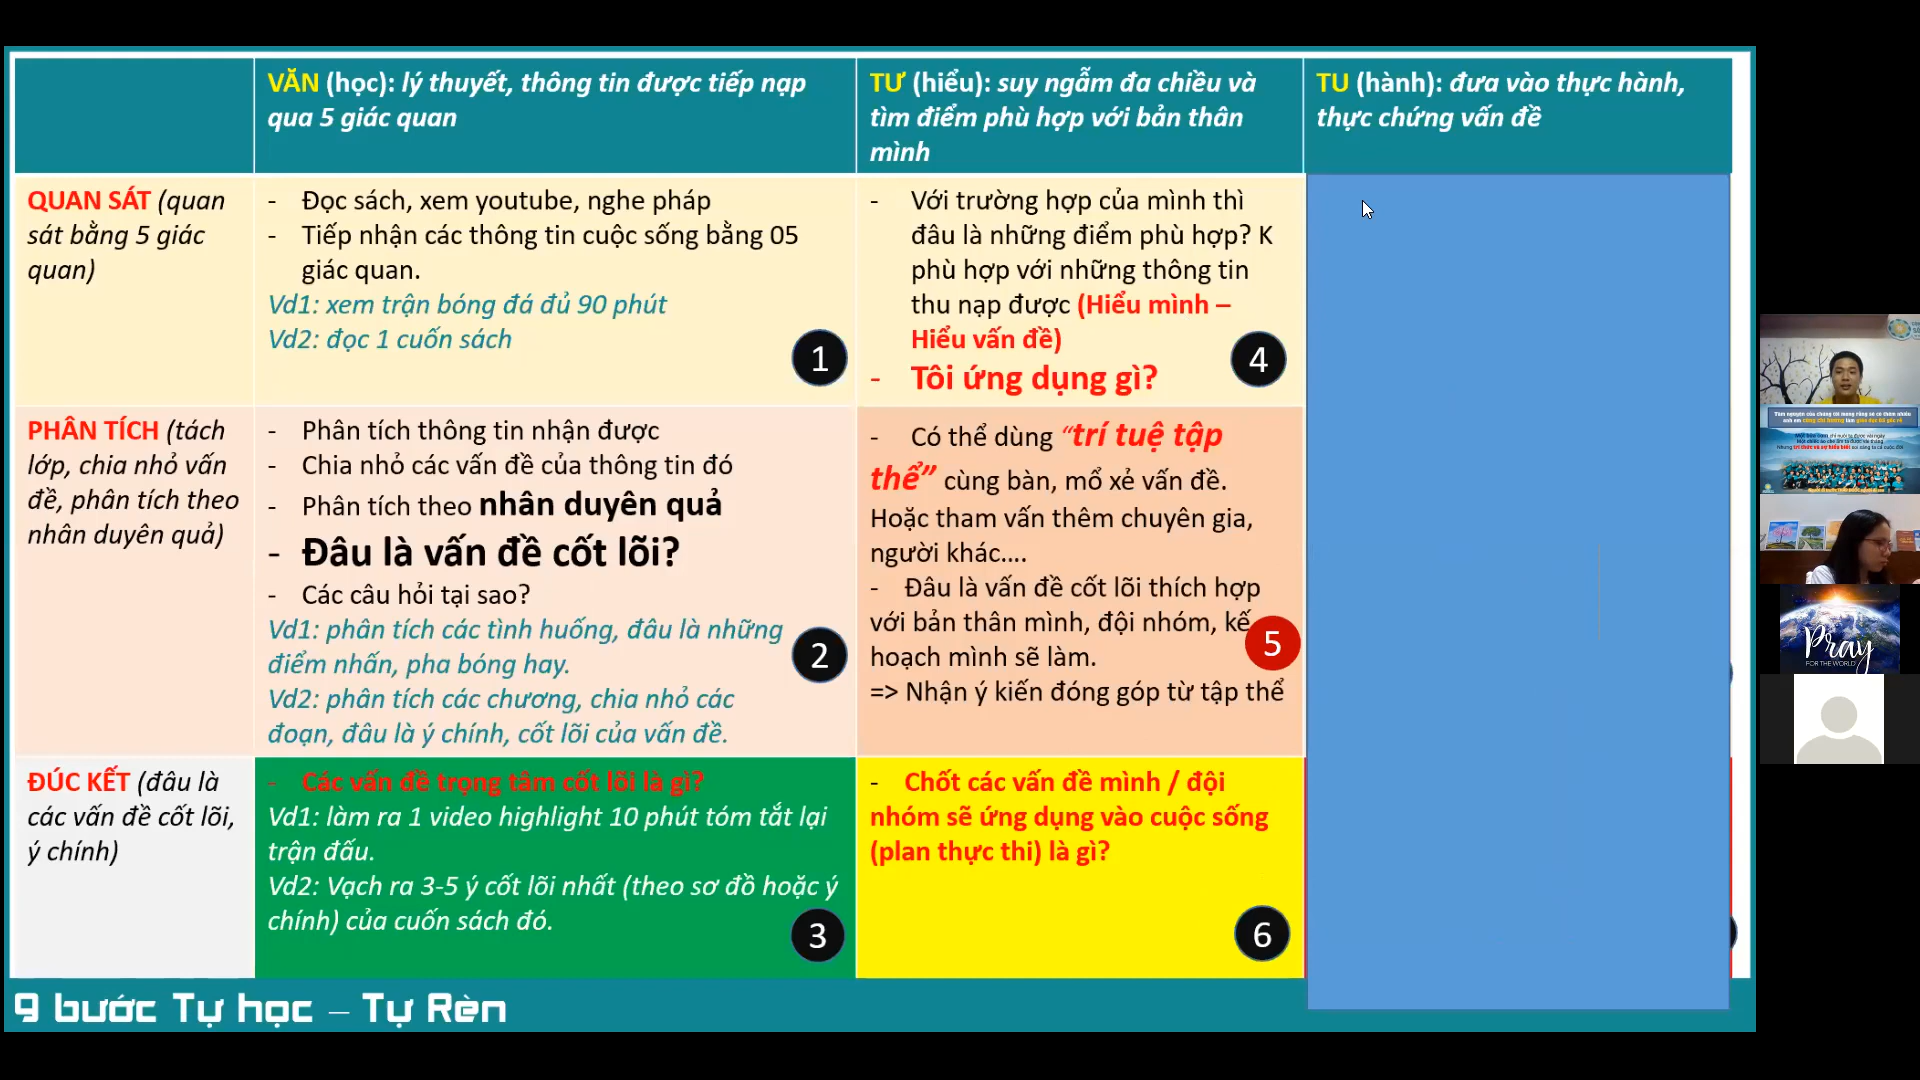 VĂN (học): lý thuyết, thông tin được tiếp nạp
qua 5 giác quan
TƯ (hiểu): suy ngẫm đa chiều và
tìm điểm phù hợp với bản thân
mình
TU (hành): đưa vào thực hành,
thực chứng vấn đề
QUAN SÁT (quan
sát bằng 5 giác
quan)
- Đọc sách, xem youtube, nghe pháp
- Tiếp nhận các thông tin cuộc sống bằng 05
giác quan.
Vd1: xem trận bóng đá đủ 90 phút
Vd2: đọc 1 cuốn sách
1
- Với trường hợp của mình thì
đâu là những điểm phù hợp? K
phù hợp với những thông tin
thu nạp được (Hiểu mình –
Hiểu vấn đề)
- Tôi ứng dụng gì?
4
PHÂN TÍCH (tách
lớp, chia nhỏ vấn
đề, phân tích theo
nhân duyên quả)
- Phân tích thông tin nhận được
- Chia nhỏ các vấn đề của thông tin đó
- Phân tích theo nhân duyên quả
- Đâu là vấn đề cốt lõi?
- Các câu hỏi tại sao?
Vd1: phân tích các tình huống, đâu là những
điểm nhấn, pha bóng hay.
Vd2: phân tích các chương, chia nhỏ các
đoạn, đâu là ý chính, cốt lõi của vấn đề.
2
- Có thể dùng “trí tuệ tập
thể” cùng bàn, mổ xẻ vấn đề.
Hoặc tham vấn thêm chuyên gia,
người khác....
- Đâu là vấn đề cốt lõi thích hợp
với bản thân mình, đội nhóm, kế
hoạch mình sẽ làm.
=> Nhận ý kiến đóng góp từ tập thể
5
ĐÚC KẾT (đâu là
các vấn đề cốt lõi,
ý chính)
- Các vấn đề trọng tâm cốt lõi là gì?
Vd1: làm ra 1 video highlight 10 phút tóm tắt lại
trận đấu.
Vd2: Vạch ra 3-5 ý cốt lõi nhất (theo sơ đồ hoặc ý
chính) của cuốn sách đó.
3
- Chốt các vấn đề mình / đội
nhóm sẽ ứng dụng vào cuộc sống
(plan thực thi) là gì?
6
9 bước Tự học – Tự Rèn
Pray
FOR THE WORLD